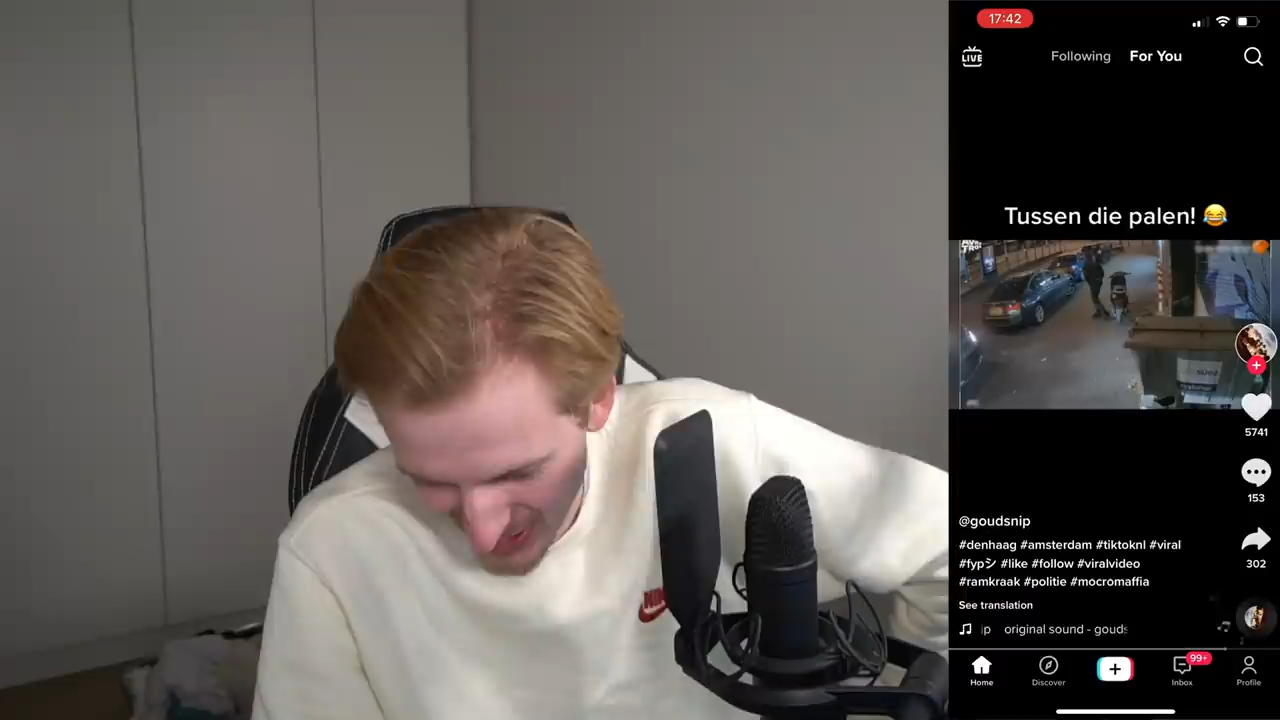 17:42
LIVE
Following
For You
Tussen die palen! 😂
5741
153
@goudsnip
#denhaag #amsterdam #tiktoknl #viral
#fypシ #like #follow #viralvideo
302
#ramkraak #politie #mocromaffia
See translation
ip original sound - gouds
99+
Home
Discover
Inbox
Profile